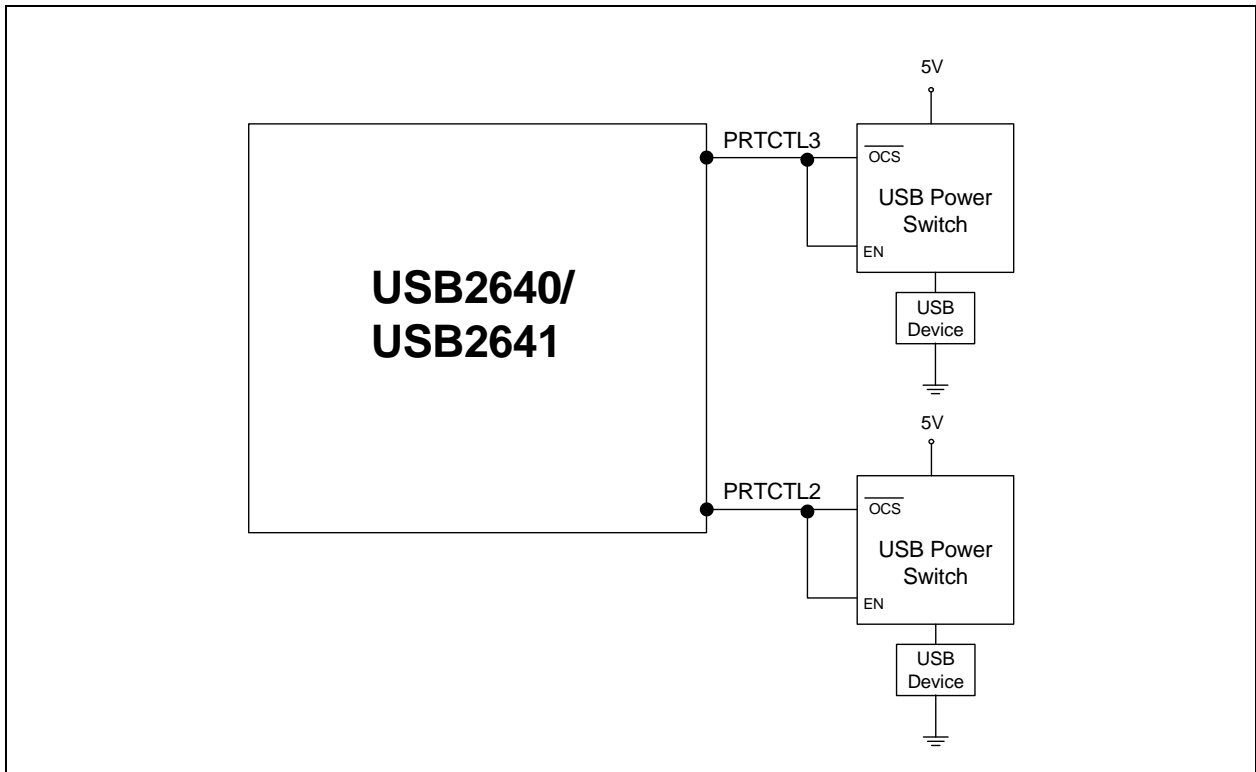 5V
PRTCTL3
OCS
USB Power
Switch
EN
USB2640/
USB2641
USB
Device
5V
PRTCTL2
OCS
USB Power
Switch
EN
USB
Device